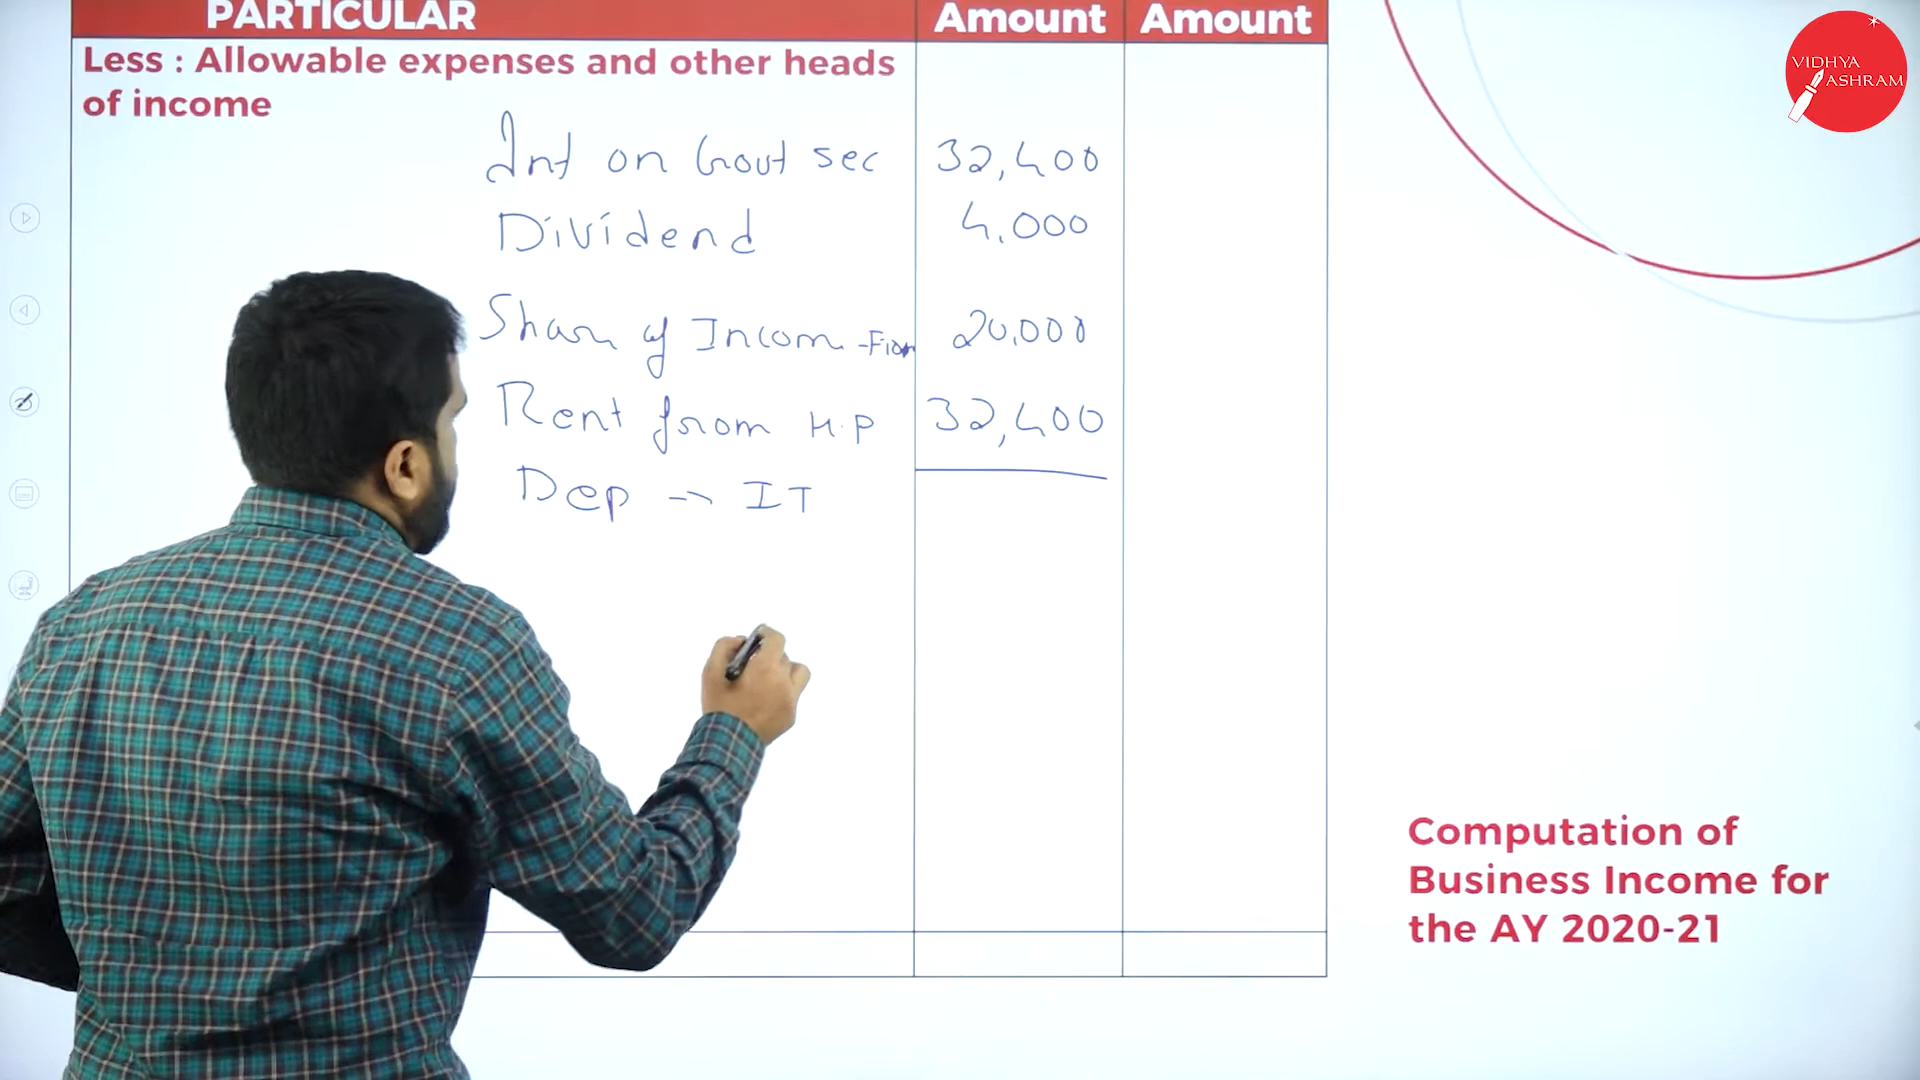 PARTICULAR Amount Amount
Less : Allowable expenses and other heads
of income
Int on Govt sec 32,400
Dividend 4,000
Share of Income - Firm 20,000
Rent from H.P 32,400
Dep → IT
VIDHYA
ASHRAM
Computation of
Business Income for
the AY 2020-21